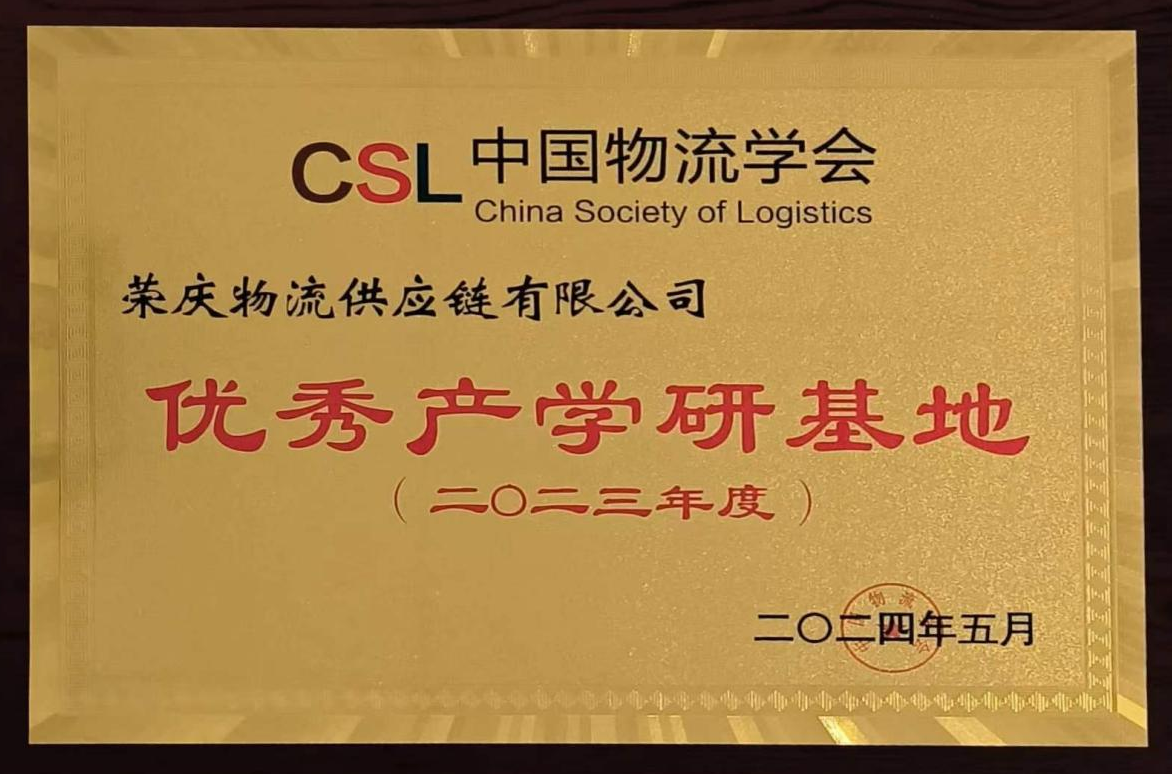 CSL 中国物流学会
China Society of Logistics
荣庆物流供应链有限公司
优秀产学研基地
（二〇二三年度）
二〇二四年五月